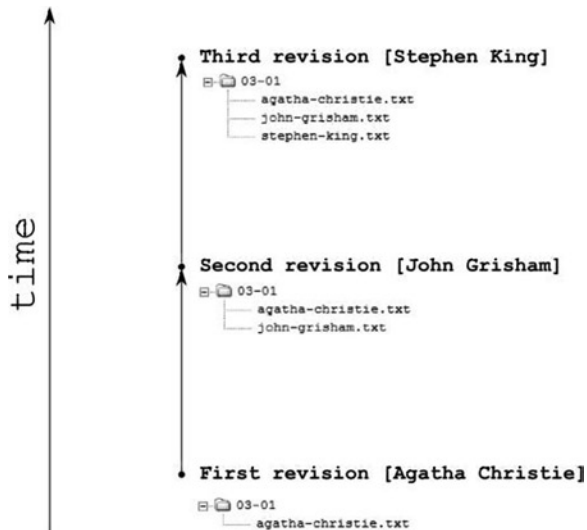 Third revision [Stephen King]
03-01
agatha-christie.txt
john-grisham.txt
stephen-king.txt
time
Second revision [John Grisham]
03-01
agatha-christie.txt
john-grisham.txt
First revision [Agatha Christie]
03-01
agatha-christie.txt